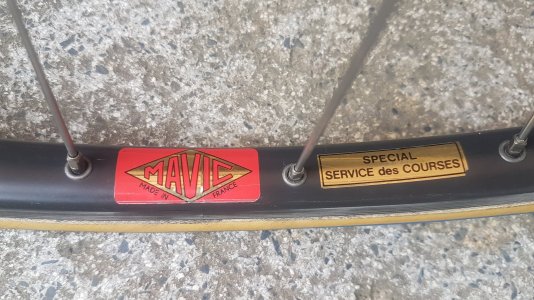 MAVIC
MADE IN FRANCE
SPECIAL
SERVICE des COURSES